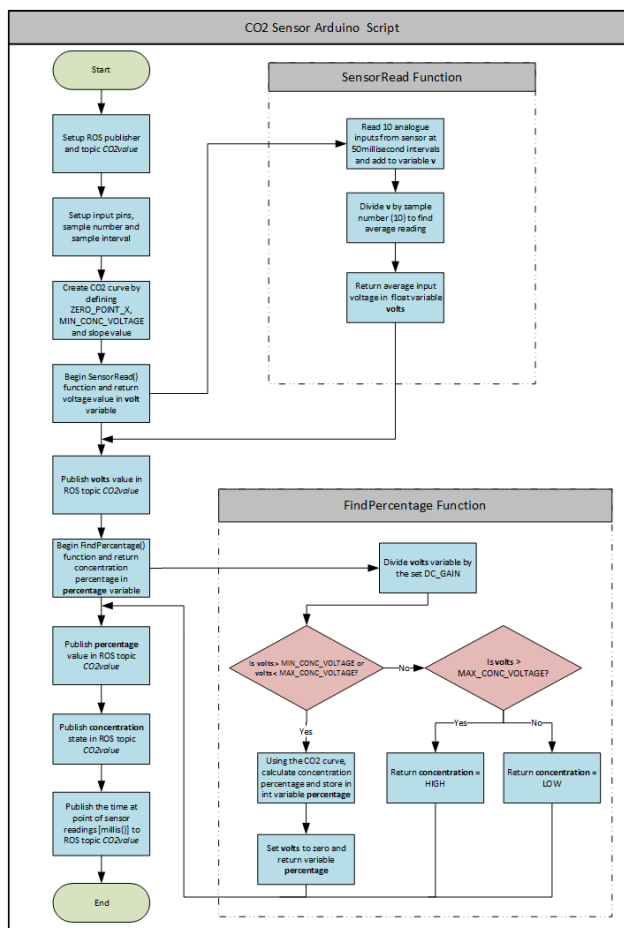 CO2 Sensor Arduino Script
Start
Setup ROS publisher
and topic CO2value
Setup input pins,
sample number and
sample interval
Create CO2 curve by
defining
ZERO_POINT_X,
MIN_CONC_VOLTAGE
and slope value
Begin SensorRead()
function and return
voltage value in volt
variable
SensorRead Function
Read 10 analogue
inputs from sensor at
50millisecond intervals
and add to variable v
Divide v by sample
number (10) to find
average reading
Return average input
voltage in float variable
volts
Publish volts value in
ROS topic CO2value
Begin FindPercentage()
function and return
concentration
percentage in
percentage variable
FindPercentage Function
Divide volts variable by
the set DC_GAIN
Is volts > MIN_CONC_VOLTAGE or
volts < MAX_CONC_VOLTAGE?
No
Is volts >
MAX_CONC_VOLTAGE?
Yes
Yes
No
Using the CO2 curve,
calculate concentration
percentage and store in
int variable percentage
Return concentration =
HIGH
Return concentration =
LOW
Set volts to zero and
return variable
percentage
Publish percentage
value in ROS topic
CO2value
Publish concentration
state in ROS topic
CO2value
Publish the time at
point of sensor
readings [millis()] to
ROS topic CO2value
End